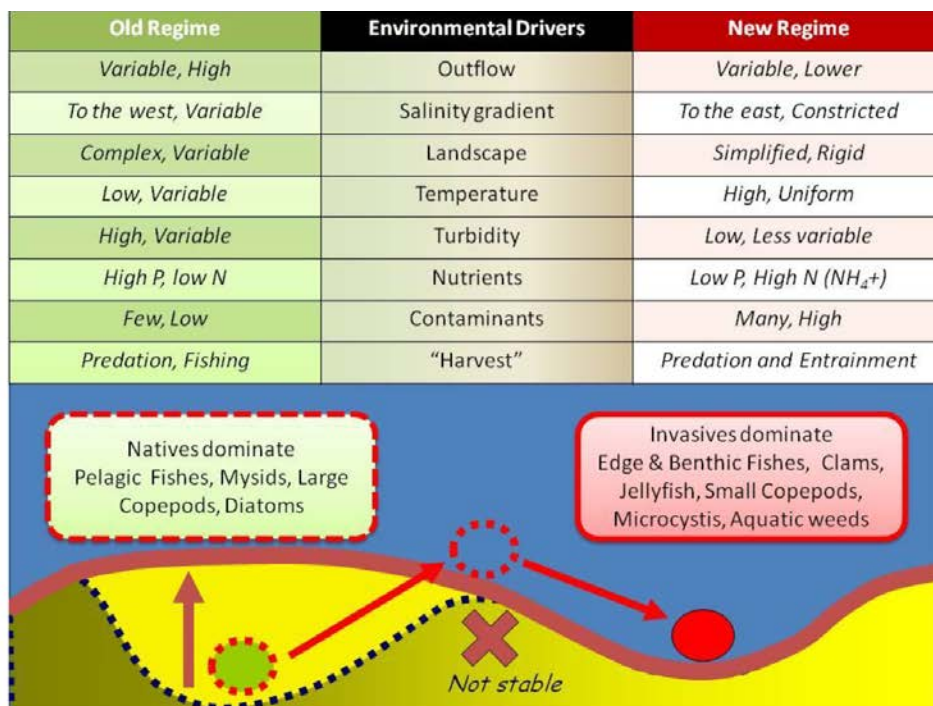 Old Regime Environmental Drivers New Regime
Variable, High Outflow Variable, Lower
To the west, Variable Salinity gradient To the east, Constricted
Complex, Variable Landscape Simplified, Rigid
Low, Variable Temperature High, Uniform
High, Variable Turbidity Low, Less variable
High P, low N Nutrients Low P, High N (NH₄+)
Few, Low Contaminants Many, High
Predation, Fishing “Harvest” Predation and Entrainment
Natives dominate
Pelagic Fishes, Mysids, Large
Copepods, Diatoms
Invasives dominate
Edge & Benthic Fishes, Clams,
Jellyfish, Small Copepods,
Microcystis, Aquatic weeds
Not stable